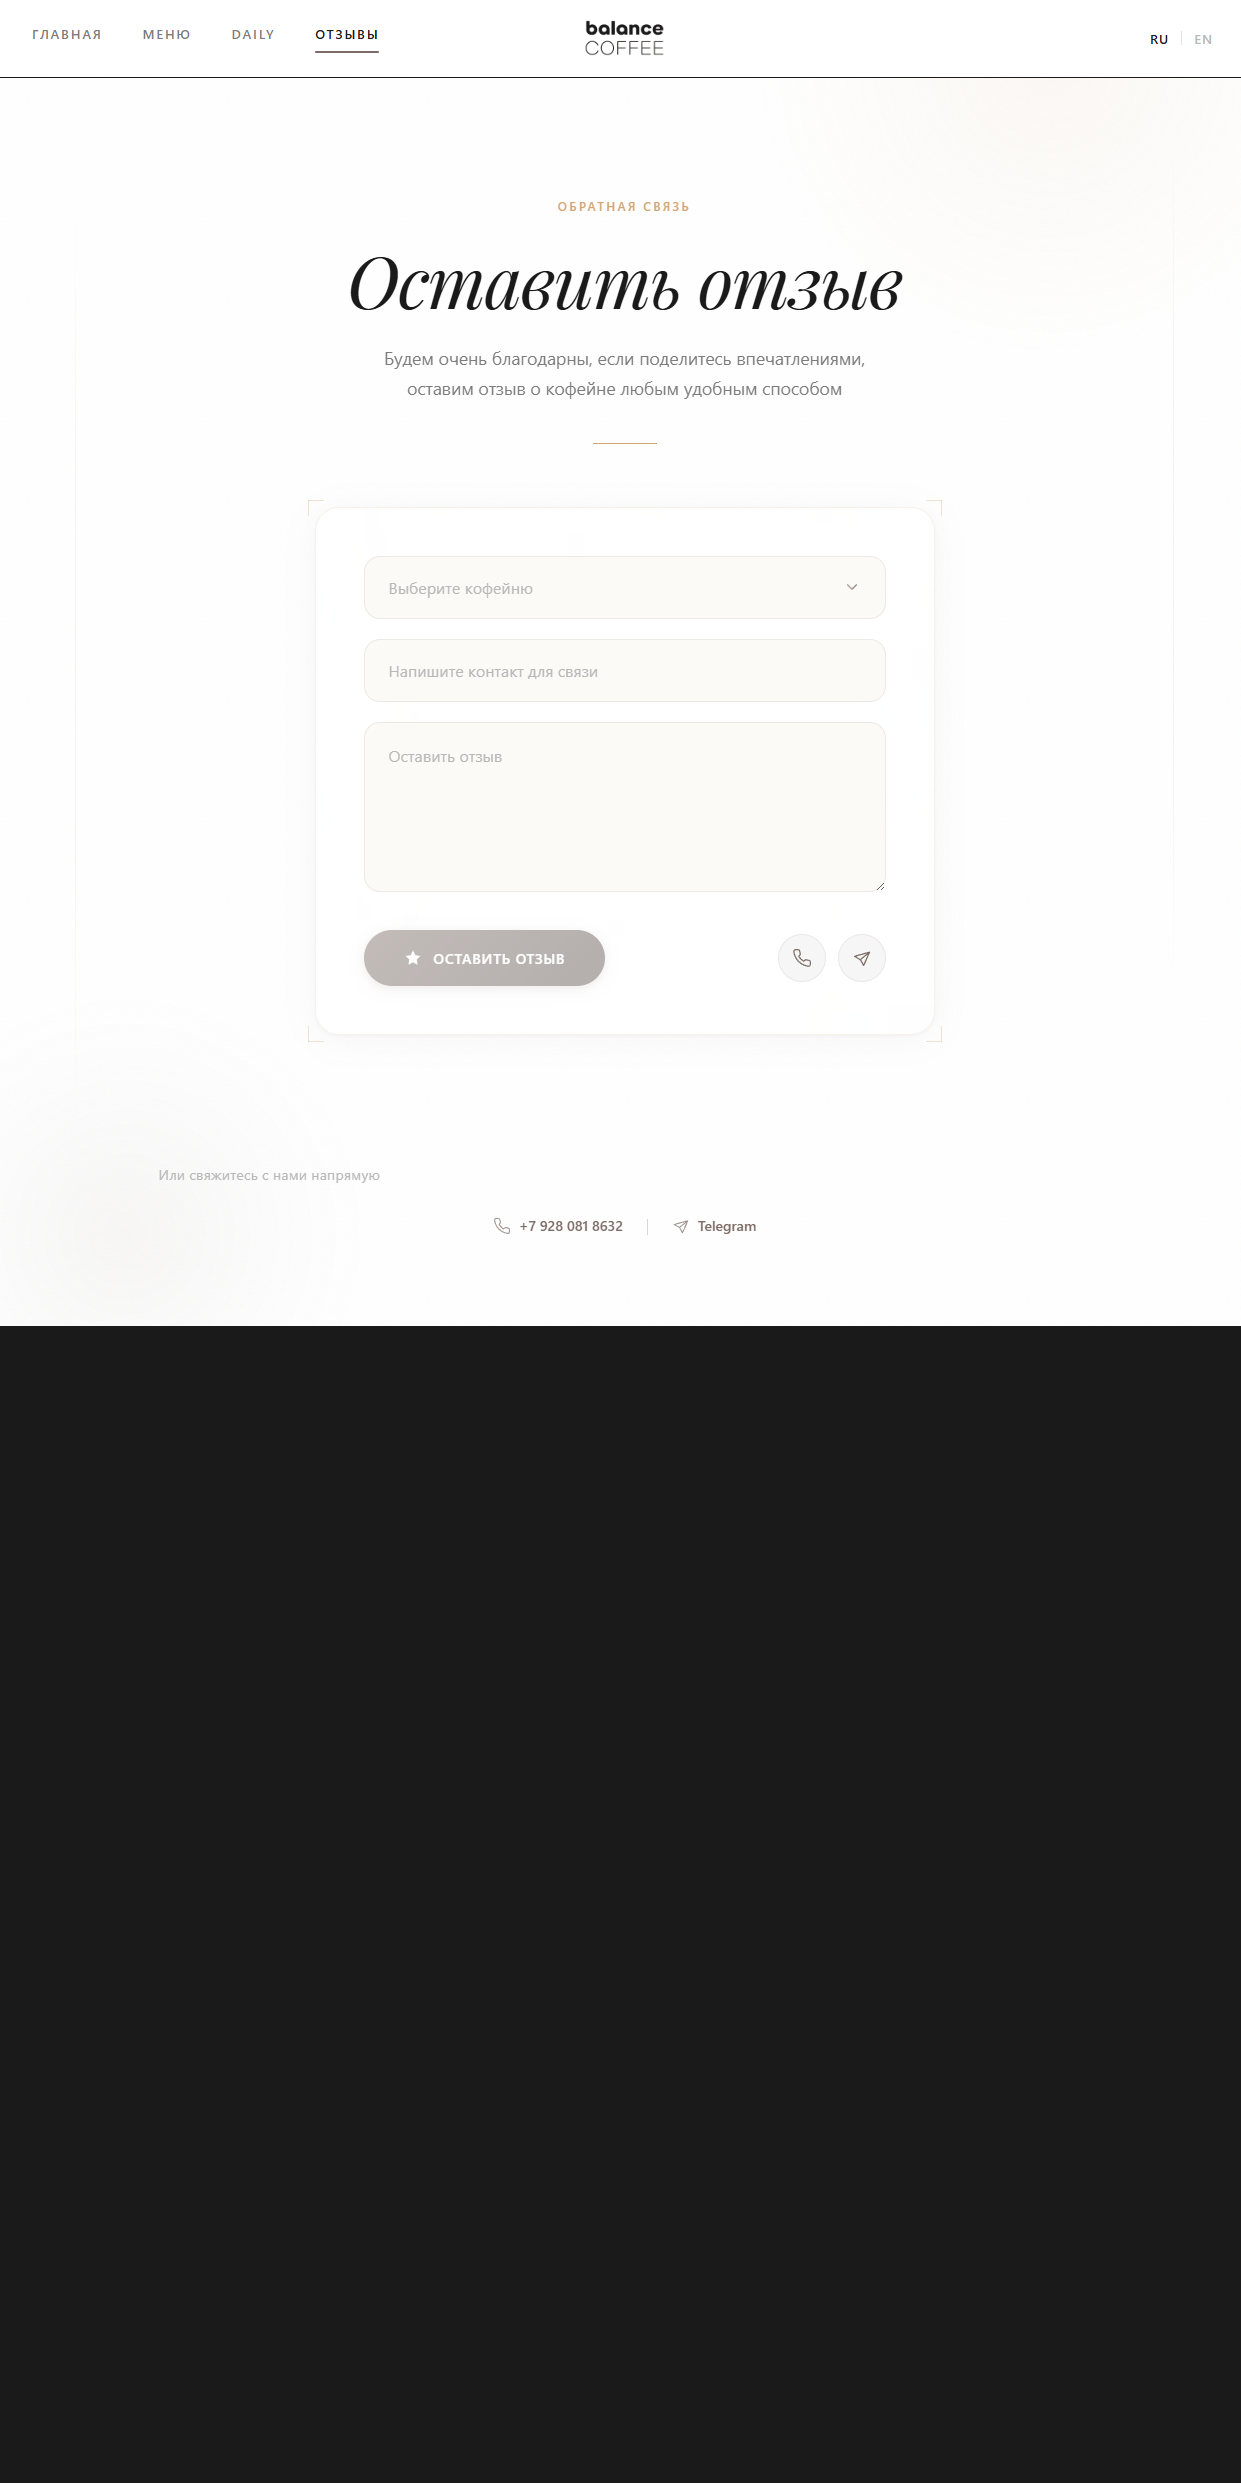 ГЛАВНАЯ МЕНЮ DAILY ОТЗЫВЫ
balance
COFFEE
RU EN
ОБРАТНАЯ СВЯЗЬ
Оставить отзыв
Будем очень благодарны, если поделитесь впечатлениями,
оставим отзыв о кофейне любым удобным способом
Выберите кофейню
Напишите контакт для связи
Оставить отзыв
ОСТАВИТЬ ОТЗЫВ
Или свяжитесь с нами напрямую
+7 928 081 8632
Telegram